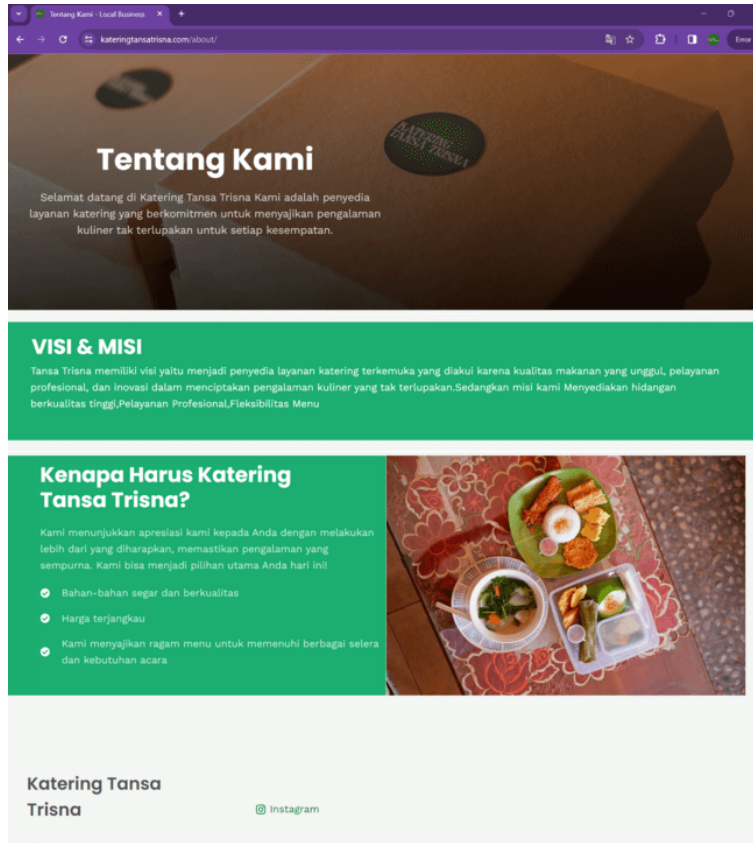 Tentang Kami - Local Business
kateringtansatrisna.com/about/
Error
KATERING
TANSA TRISNA
Tentang Kami
Selamat datang di Katering Tansa Trisna Kami adalah penyedia
layanan katering yang berkomitmen untuk menyajikan pengalaman
kuliner tak terlupakan untuk setiap kesempatan.
VISI & MISI
Tansa Trisna memiliki visi yaitu menjadi penyedia layanan katering terkemuka yang diakui karena kualitas makanan yang unggul, pelayanan
profesional, dan inovasi dalam menciptakan pengalaman kuliner yang tak terlupakan.Sedangkan misi kami Menyediakan hidangan
berkualitas tinggi,Pelayanan Profesional,Fleksibilitas Menu
Kenapa Harus Katering
Tansa Trisna?
Kami menunjukkan apresiasi kami kepada Anda dengan melakukan
lebih dari yang diharapkan, memastikan pengalaman yang
sempurna. Kami bisa menjadi pilihan utama Anda hari ini!
Bahan-bahan segar dan berkualitas
Harga terjangkau
Kami menyajikan ragam menu untuk memenuhi berbagai selera
dan kebutuhan acara
Katering Tansa
Trisna
Instagram